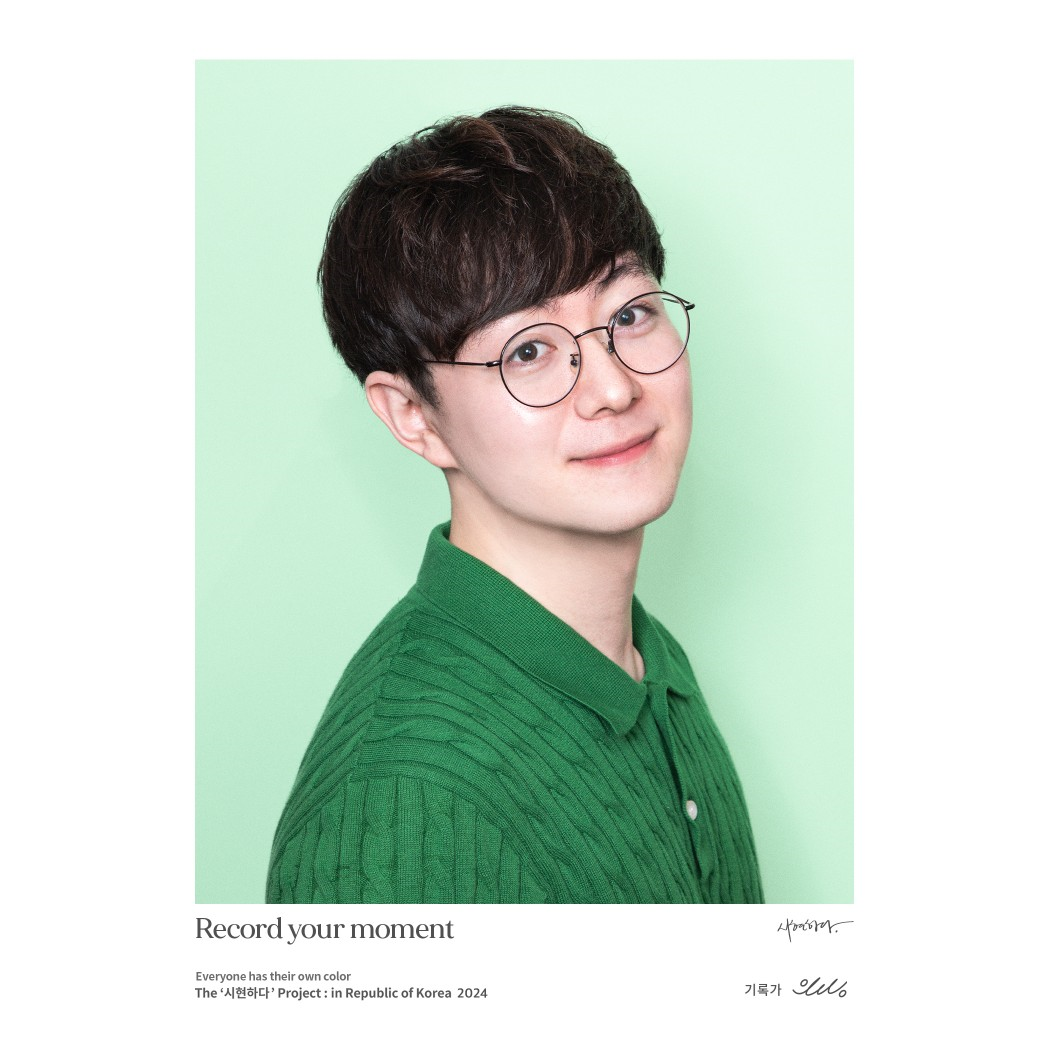 Record your moment
시현하다.
Everyone has their own color
The ‘시현하다’ Project : in Republic of Korea 2024
기록가